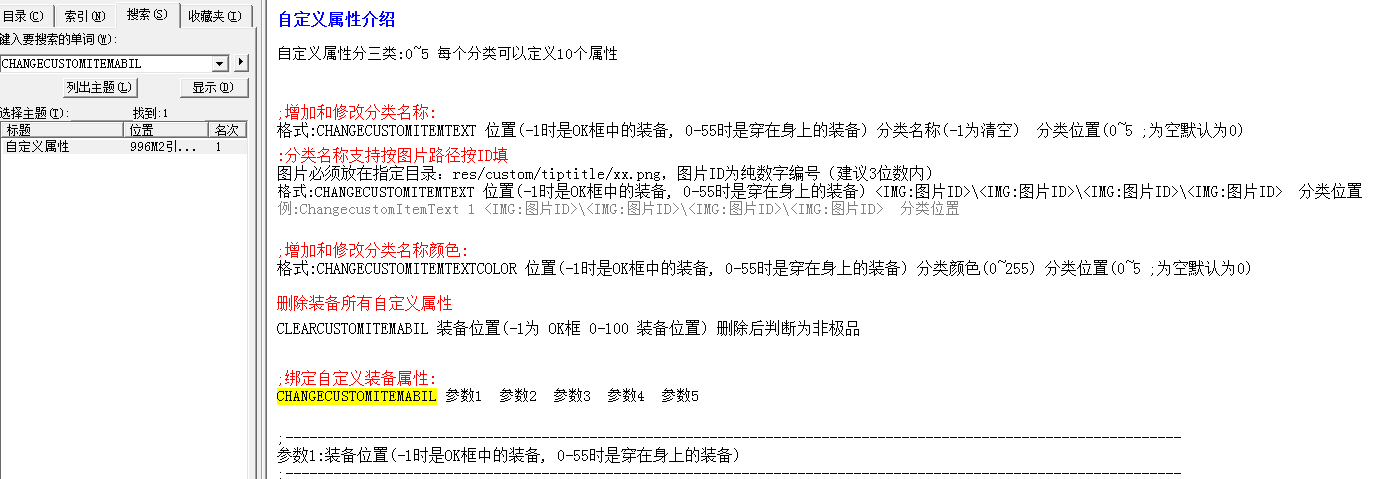 目录(C) 索引(N) 搜索(S) 收藏夹(I)
键入要搜索的单词(W):
CHANGECUSTOMITEMABIL
列出主题(L) 显示(D)
选择主题(T): 找到:1
标题 位置 名次
自定义属性 996M2引... 1
自定义属性介绍
自定义属性分三类:0~5 每个分类可以定义10个属性
;增加和修改分类名称:
格式:CHANGECUSTOMITEMTEXT 位置(-1时是OK框中的装备, 0-55时是穿在身上的装备) 分类名称(-1为清空) 分类位置(0~5 ;为空默认为0)
:分类名称支持按图片路径按ID填
图片必须放在指定目录: res/custom/tiptitle/xx.png, 图片ID为纯数字编号 (建议3位数内)
格式:CHANGECUSTOMITEMTEXT 位置(-1时是OK框中的装备, 0-55时是穿在身上的装备) <IMG:图片ID>\<IMG:图片ID>\<IMG:图片ID>\<IMG:图片ID> 分类位置
例:ChangecustomItemText 1 <IMG:图片ID>\<IMG:图片ID>\<IMG:图片ID>\<IMG:图片ID> 分类位置
;增加和修改分类名称颜色:
格式:CHANGECUSTOMITEMTEXTCOLOR 位置(-1时是OK框中的装备, 0-55时是穿在身上的装备) 分类颜色(0~255) 分类位置(0~5 ;为空默认为0)
删除装备所有自定义属性
CLEARCUSTOMITEMABIL 装备位置(-1为 OK框 0-100 装备位置) 删除后判断为非极品
;绑定自定义装备属性:
CHANGECUSTOMITEMABIL 参数1 参数2 参数3 参数4 参数5
;----------------------------------------------------------------------------------------------------------------
参数1:装备位置(-1时是OK框中的装备, 0-55时是穿在身上的装备)
;----------------------------------------------------------------------------------------------------------------